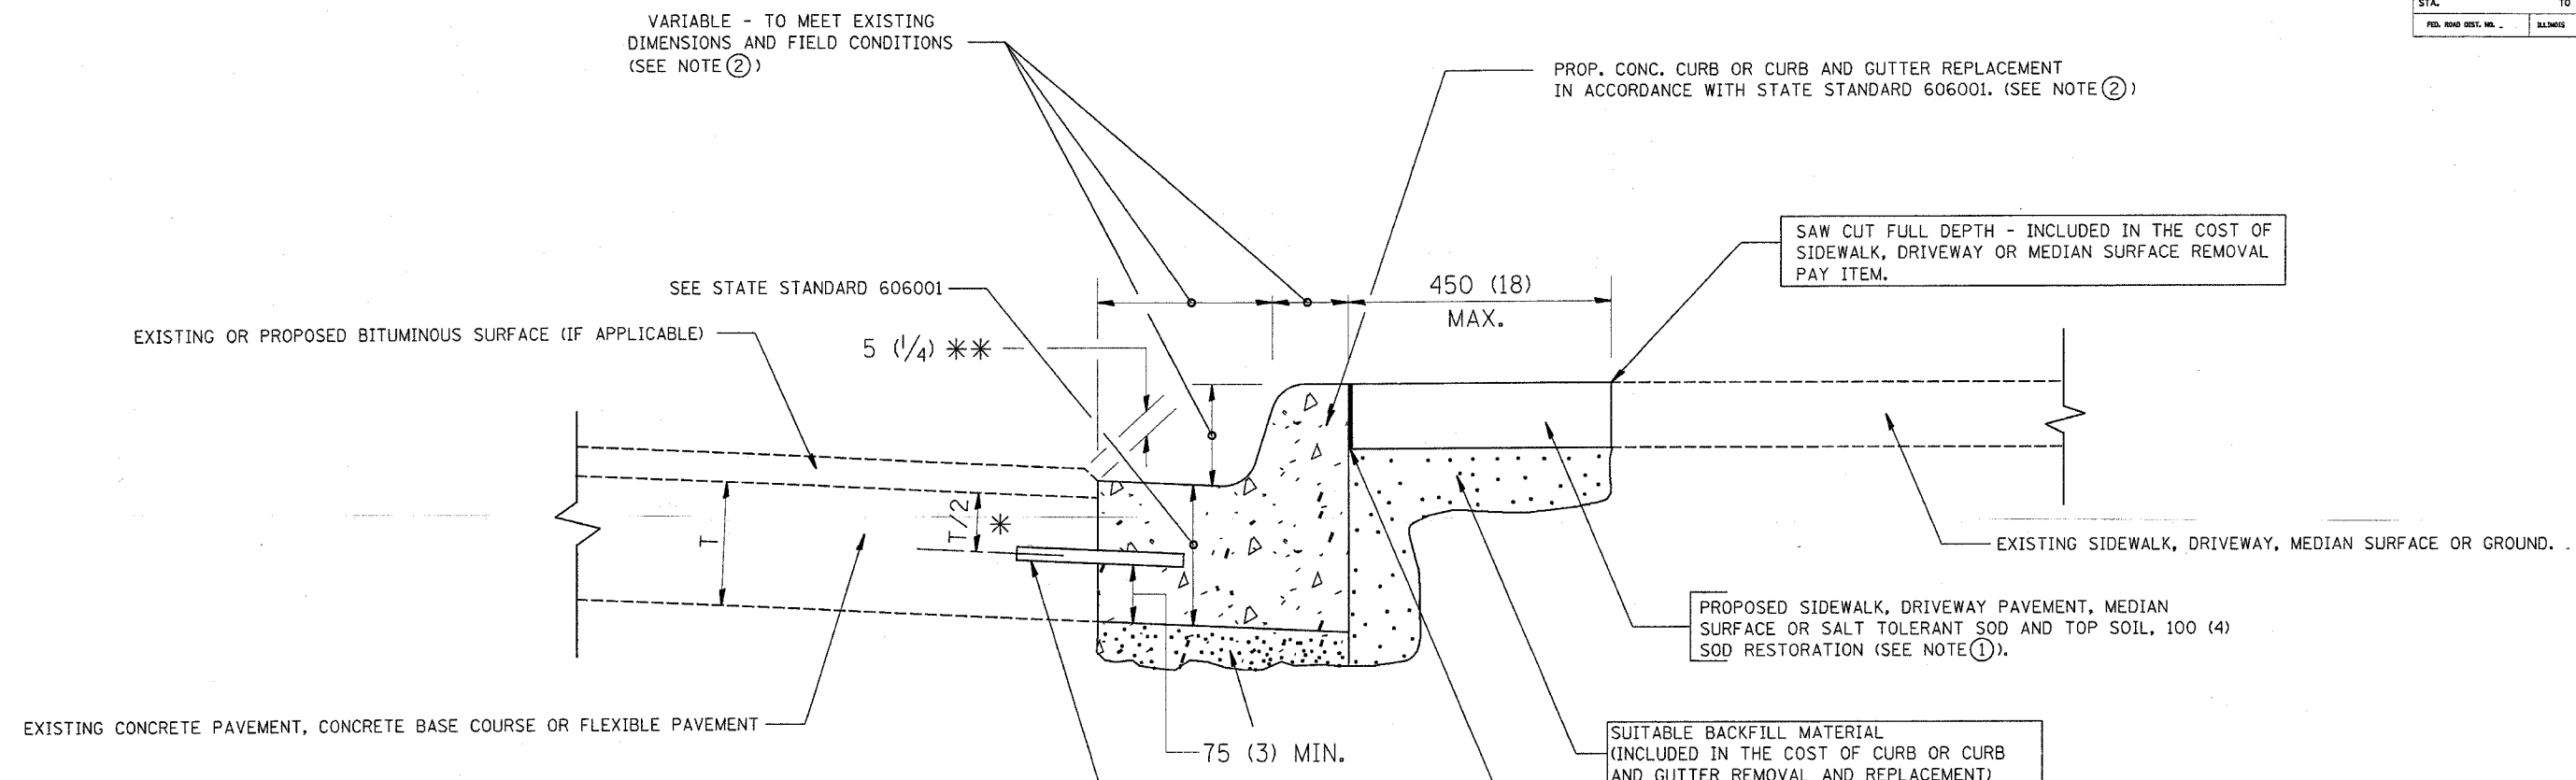 STA. TO
FED. ROAD DIST. NO. - ILLINOIS
VARIABLE - TO MEET EXISTING
DIMENSIONS AND FIELD CONDITIONS
(SEE NOTE ②)
PROP. CONC. CURB OR CURB AND GUTTER REPLACEMENT
IN ACCORDANCE WITH STATE STANDARD 606001. (SEE NOTE ②)
SAW CUT FULL DEPTH - INCLUDED IN THE COST OF
SIDEWALK, DRIVEWAY OR MEDIAN SURFACE REMOVAL
PAY ITEM.
SEE STATE STANDARD 606001
450 (18)
MAX.
EXISTING OR PROPOSED BITUMINOUS SURFACE (IF APPLICABLE)
5 (1/4) **
T
T/2 *
EXISTING SIDEWALK, DRIVEWAY, MEDIAN SURFACE OR GROUND.
PROPOSED SIDEWALK, DRIVEWAY PAVEMENT, MEDIAN
SURFACE OR SALT TOLERANT SOD AND TOP SOIL, 100 (4)
SOD RESTORATION (SEE NOTE ①).
EXISTING CONCRETE PAVEMENT, CONCRETE BASE COURSE OR FLEXIBLE PAVEMENT
75 (3) MIN.
SUITABLE BACKFILL MATERIAL
(INCLUDED IN THE COST OF CURB OR CURB
AND GUTTER REMOVAL AND REPLACEMENT)